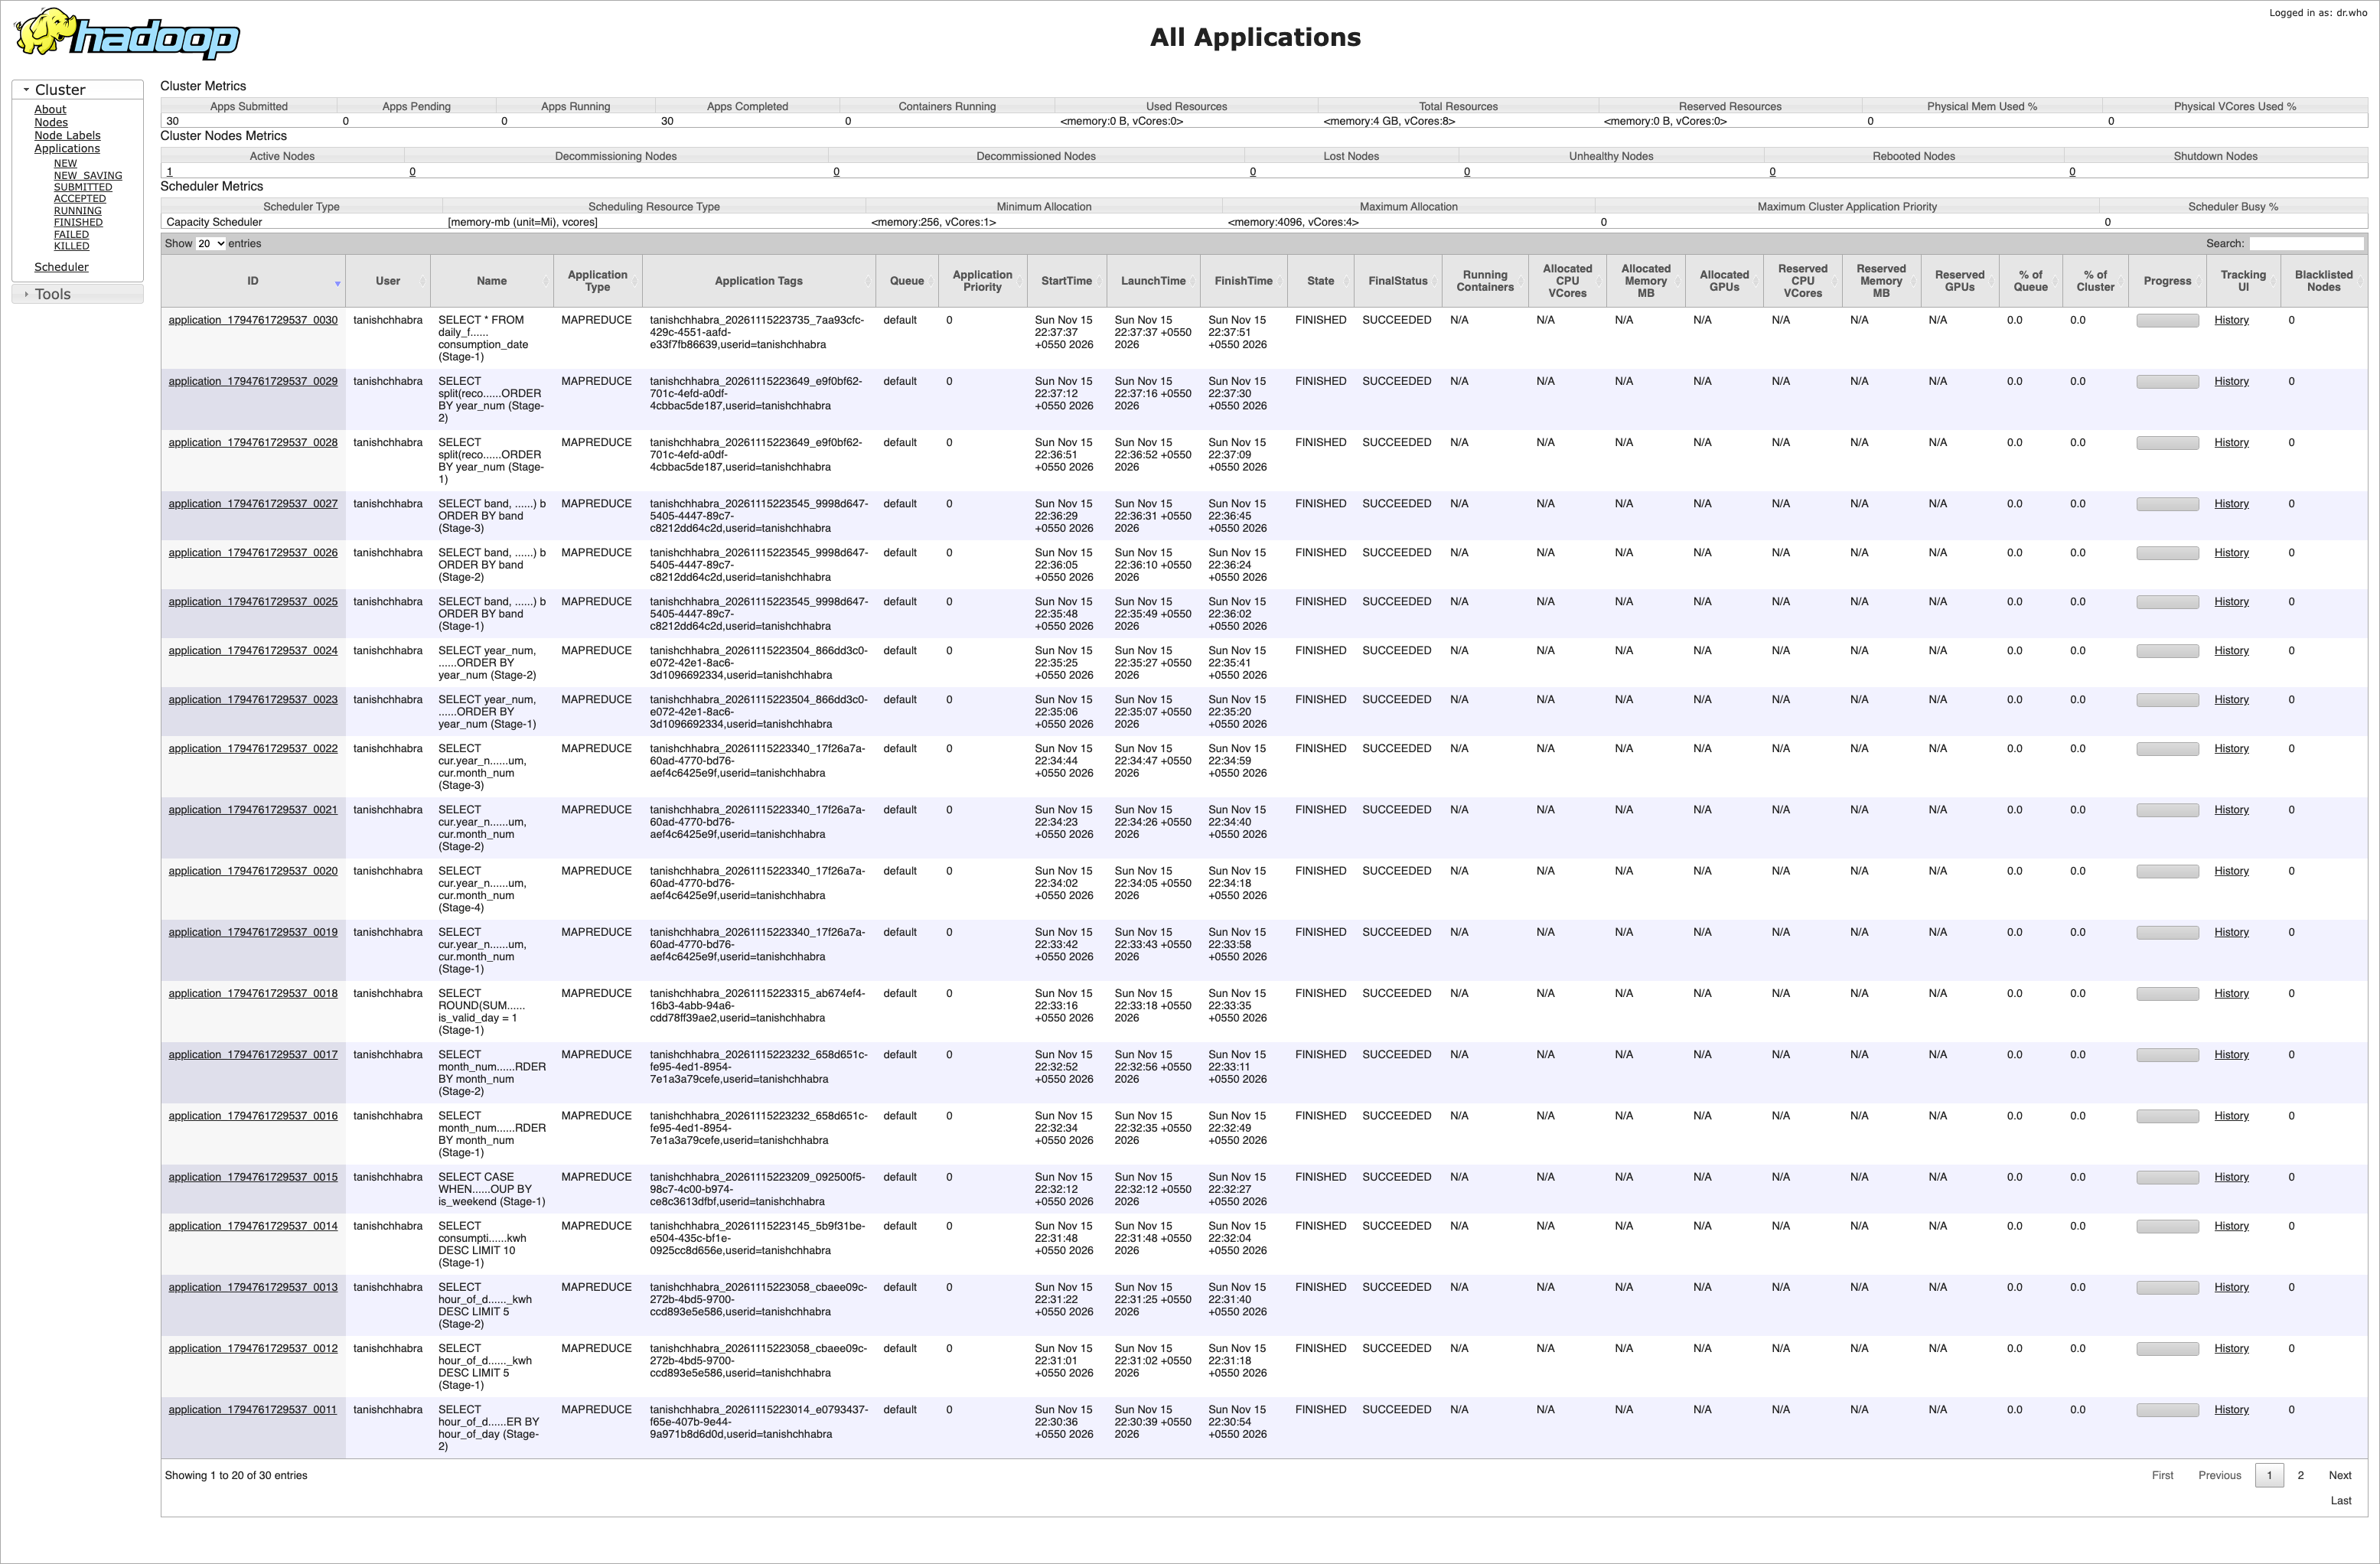 hadoop
All Applications
Logged in as: dr.who
Cluster
About
Nodes
Node Labels
Applications
NEW
NEW_SAVING
SUBMITTED
ACCEPTED
RUNNING
FINISHED
FAILED
KILLED
Scheduler
Tools
Cluster Metrics
Apps Submitted Apps Pending Apps Running Apps Completed Containers Running Used Resources Total Resources Reserved Resources Physical Mem Used % Physical VCores Used %
30 0 0 30 0 <memory:0 B, vCores:0> <memory:4 GB, vCores:8> <memory:0 B, vCores:0> 0 0
Cluster Nodes Metrics
Active Nodes Decommissioning Nodes Decommissioned Nodes Lost Nodes Unhealthy Nodes Rebooted Nodes Shutdown Nodes
1 0 0 0 0 0 0
Scheduler Metrics
Scheduler Type Scheduling Resource Type Minimum Allocation Maximum Allocation Maximum Cluster Application Priority Scheduler Busy %
Capacity Scheduler [memory-mb (unit=Mi), vcores] <memory:256, vCores:1> <memory:4096, vCores:4> 0 0
Show 20 entries Search:
ID User Name Application Type Application Tags Queue Application Priority StartTime LaunchTime FinishTime State FinalStatus Running Containers Allocated CPU VCores Allocated Memory MB Allocated GPUs Reserved CPU VCores Reserved Memory MB Reserved GPUs % of Queue % of Cluster Progress Tracking UI Blacklisted Nodes
application_1794761729537_0030 tanishchhabra SELECT * FROM daily_f...... consumption_date (Stage-1) MAPREDUCE tanishchhabra_20261115223735_7aa93cfc-429c-4551-aafd-e33f7fb86639,userid=tanishchhabra default 0 Sun Nov 15 22:37:37 +0550 2026 Sun Nov 15 22:37:37 +0550 2026 Sun Nov 15 22:37:51 +0550 2026 FINISHED SUCCEEDED N/A N/A N/A N/A N/A N/A N/A 0.0 0.0 History 0
application_1794761729537_0029 tanishchhabra SELECT split(reco......ORDER BY year_num (Stage-2) MAPREDUCE tanishchhabra_20261115223649_e9f0bf62-701c-4efd-a0df-4cbbac5de187,userid=tanishchhabra default 0 Sun Nov 15 22:37:12 +0550 2026 Sun Nov 15 22:37:16 +0550 2026 Sun Nov 15 22:37:30 +0550 2026 FINISHED SUCCEEDED N/A N/A N/A N/A N/A N/A N/A 0.0 0.0 History 0
application_1794761729537_0028 tanishchhabra SELECT split(reco......ORDER BY year_num (Stage-1) MAPREDUCE tanishchhabra_20261115223649_e9f0bf62-701c-4efd-a0df-4cbbac5de187,userid=tanishchhabra default 0 Sun Nov 15 22:36:51 +0550 2026 Sun Nov 15 22:36:52 +0550 2026 Sun Nov 15 22:37:09 +0550 2026 FINISHED SUCCEEDED N/A N/A N/A N/A N/A N/A N/A 0.0 0.0 History 0
application_1794761729537_0027 tanishchhabra SELECT band, ......) b ORDER BY band (Stage-3) MAPREDUCE tanishchhabra_20261115223545_9998d647-5405-4447-89c7-c8212dd64c2d,userid=tanishchhabra default 0 Sun Nov 15 22:36:29 +0550 2026 Sun Nov 15 22:36:31 +0550 2026 Sun Nov 15 22:36:45 +0550 2026 FINISHED SUCCEEDED N/A N/A N/A N/A N/A N/A N/A 0.0 0.0 History 0
application_1794761729537_0026 tanishchhabra SELECT band, ......) b ORDER BY band (Stage-2) MAPREDUCE tanishchhabra_20261115223545_9998d647-5405-4447-89c7-c8212dd64c2d,userid=tanishchhabra default 0 Sun Nov 15 22:36:05 +0550 2026 Sun Nov 15 22:36:10 +0550 2026 Sun Nov 15 22:36:24 +0550 2026 FINISHED SUCCEEDED N/A N/A N/A N/A N/A N/A N/A 0.0 0.0 History 0
application_1794761729537_0025 tanishchhabra SELECT band, ......) b ORDER BY band (Stage-1) MAPREDUCE tanishchhabra_20261115223545_9998d647-5405-4447-89c7-c8212dd64c2d,userid=tanishchhabra default 0 Sun Nov 15 22:35:48 +0550 2026 Sun Nov 15 22:35:49 +0550 2026 Sun Nov 15 22:36:02 +0550 2026 FINISHED SUCCEEDED N/A N/A N/A N/A N/A N/A N/A 0.0 0.0 History 0
application_1794761729537_0024 tanishchhabra SELECT year_num, ......ORDER BY year_num (Stage-2) MAPREDUCE tanishchhabra_20261115223504_866dd3c0-e072-42e1-8ac6-3d1096692334,userid=tanishchhabra default 0 Sun Nov 15 22:35:25 +0550 2026 Sun Nov 15 22:35:27 +0550 2026 Sun Nov 15 22:35:41 +0550 2026 FINISHED SUCCEEDED N/A N/A N/A N/A N/A N/A N/A 0.0 0.0 History 0
application_1794761729537_0023 tanishchhabra SELECT year_num, ......ORDER BY year_num (Stage-1) MAPREDUCE tanishchhabra_20261115223504_866dd3c0-e072-42e1-8ac6-3d1096692334,userid=tanishchhabra default 0 Sun Nov 15 22:35:06 +0550 2026 Sun Nov 15 22:35:07 +0550 2026 Sun Nov 15 22:35:20 +0550 2026 FINISHED SUCCEEDED N/A N/A N/A N/A N/A N/A N/A 0.0 0.0 History 0
application_1794761729537_0022 tanishchhabra SELECT cur.year_n......um, cur.month_num (Stage-3) MAPREDUCE tanishchhabra_20261115223340_17f26a7a-60ad-4770-bd76-aef4c6425e9f,userid=tanishchhabra default 0 Sun Nov 15 22:34:44 +0550 2026 Sun Nov 15 22:34:47 +0550 2026 Sun Nov 15 22:34:59 +0550 2026 FINISHED SUCCEEDED N/A N/A N/A N/A N/A N/A N/A 0.0 0.0 History 0
application_1794761729537_0021 tanishchhabra SELECT cur.year_n......um, cur.month_num (Stage-2) MAPREDUCE tanishchhabra_20261115223340_17f26a7a-60ad-4770-bd76-aef4c6425e9f,userid=tanishchhabra default 0 Sun Nov 15 22:34:23 +0550 2026 Sun Nov 15 22:34:26 +0550 2026 Sun Nov 15 22:34:40 +0550 2026 FINISHED SUCCEEDED N/A N/A N/A N/A N/A N/A N/A 0.0 0.0 History 0
application_1794761729537_0020 tanishchhabra SELECT cur.year_n......um, cur.month_num (Stage-4) MAPREDUCE tanishchhabra_20261115223340_17f26a7a-60ad-4770-bd76-aef4c6425e9f,userid=tanishchhabra default 0 Sun Nov 15 22:34:02 +0550 2026 Sun Nov 15 22:34:05 +0550 2026 Sun Nov 15 22:34:18 +0550 2026 FINISHED SUCCEEDED N/A N/A N/A N/A N/A N/A N/A 0.0 0.0 History 0
application_1794761729537_0019 tanishchhabra SELECT cur.year_n......um, cur.month_num (Stage-1) MAPREDUCE tanishchhabra_20261115223340_17f26a7a-60ad-4770-bd76-aef4c6425e9f,userid=tanishchhabra default 0 Sun Nov 15 22:33:42 +0550 2026 Sun Nov 15 22:33:43 +0550 2026 Sun Nov 15 22:33:58 +0550 2026 FINISHED SUCCEEDED N/A N/A N/A N/A N/A N/A N/A 0.0 0.0 History 0
application_1794761729537_0018 tanishchhabra SELECT ROUND(SUM...... is_valid_day = 1 (Stage-1) MAPREDUCE tanishchhabra_20261115223315_ab674ef4-16b3-4abb-94a6-cdd78ff39ae2,userid=tanishchhabra default 0 Sun Nov 15 22:33:16 +0550 2026 Sun Nov 15 22:33:18 +0550 2026 Sun Nov 15 22:33:35 +0550 2026 FINISHED SUCCEEDED N/A N/A N/A N/A N/A N/A N/A 0.0 0.0 History 0
application_1794761729537_0017 tanishchhabra SELECT month_num......RDER BY month_num (Stage-2) MAPREDUCE tanishchhabra_20261115223232_658d651c-fe95-4ed1-8954-7e1a3a79cefe,userid=tanishchhabra default 0 Sun Nov 15 22:32:52 +0550 2026 Sun Nov 15 22:32:56 +0550 2026 Sun Nov 15 22:33:11 +0550 2026 FINISHED SUCCEEDED N/A N/A N/A N/A N/A N/A N/A 0.0 0.0 History 0
application_1794761729537_0016 tanishchhabra SELECT month_num......RDER BY month_num (Stage-1) MAPREDUCE tanishchhabra_20261115223232_658d651c-fe95-4ed1-8954-7e1a3a79cefe,userid=tanishchhabra default 0 Sun Nov 15 22:32:34 +0550 2026 Sun Nov 15 22:32:35 +0550 2026 Sun Nov 15 22:32:49 +0550 2026 FINISHED SUCCEEDED N/A N/A N/A N/A N/A N/A N/A 0.0 0.0 History 0
application_1794761729537_0015 tanishchhabra SELECT CASE WHEN......OUP BY is_weekend (Stage-1) MAPREDUCE tanishchhabra_20261115223209_092500f5-98c7-4c00-b974-ce8c3613dfbf,userid=tanishchhabra default 0 Sun Nov 15 22:32:12 +0550 2026 Sun Nov 15 22:32:12 +0550 2026 Sun Nov 15 22:32:27 +0550 2026 FINISHED SUCCEEDED N/A N/A N/A N/A N/A N/A N/A 0.0 0.0 History 0
application_1794761729537_0014 tanishchhabra SELECT consumpti......kwh DESC LIMIT 10 (Stage-1) MAPREDUCE tanishchhabra_20261115223145_5b9f31be-e504-435c-bf1e-0925cc8d656e,userid=tanishchhabra default 0 Sun Nov 15 22:31:48 +0550 2026 Sun Nov 15 22:31:48 +0550 2026 Sun Nov 15 22:32:04 +0550 2026 FINISHED SUCCEEDED N/A N/A N/A N/A N/A N/A N/A 0.0 0.0 History 0
application_1794761729537_0013 tanishchhabra SELECT hour_of_d......_kwh DESC LIMIT 5 (Stage-2) MAPREDUCE tanishchhabra_20261115223058_cbaee09c-272b-4bd5-9700-ccd893e5e586,userid=tanishchhabra default 0 Sun Nov 15 22:31:22 +0550 2026 Sun Nov 15 22:31:25 +0550 2026 Sun Nov 15 22:31:40 +0550 2026 FINISHED SUCCEEDED N/A N/A N/A N/A N/A N/A N/A 0.0 0.0 History 0
application_1794761729537_0012 tanishchhabra SELECT hour_of_d......_kwh DESC LIMIT 5 (Stage-1) MAPREDUCE tanishchhabra_20261115223058_cbaee09c-272b-4bd5-9700-ccd893e5e586,userid=tanishchhabra default 0 Sun Nov 15 22:31:01 +0550 2026 Sun Nov 15 22:31:02 +0550 2026 Sun Nov 15 22:31:18 +0550 2026 FINISHED SUCCEEDED N/A N/A N/A N/A N/A N/A N/A 0.0 0.0 History 0
application_1794761729537_0011 tanishchhabra SELECT hour_of_d......ER BY hour_of_day (Stage-2) MAPREDUCE tanishchhabra_20261115223014_e0793437-f65e-407b-9e44-9a971b8d6d0d,userid=tanishchhabra default 0 Sun Nov 15 22:30:36 +0550 2026 Sun Nov 15 22:30:39 +0550 2026 Sun Nov 15 22:30:54 +0550 2026 FINISHED SUCCEEDED N/A N/A N/A N/A N/A N/A N/A 0.0 0.0 History 0
Showing 1 to 20 of 30 entries
First Previous 1 2 Next
Last